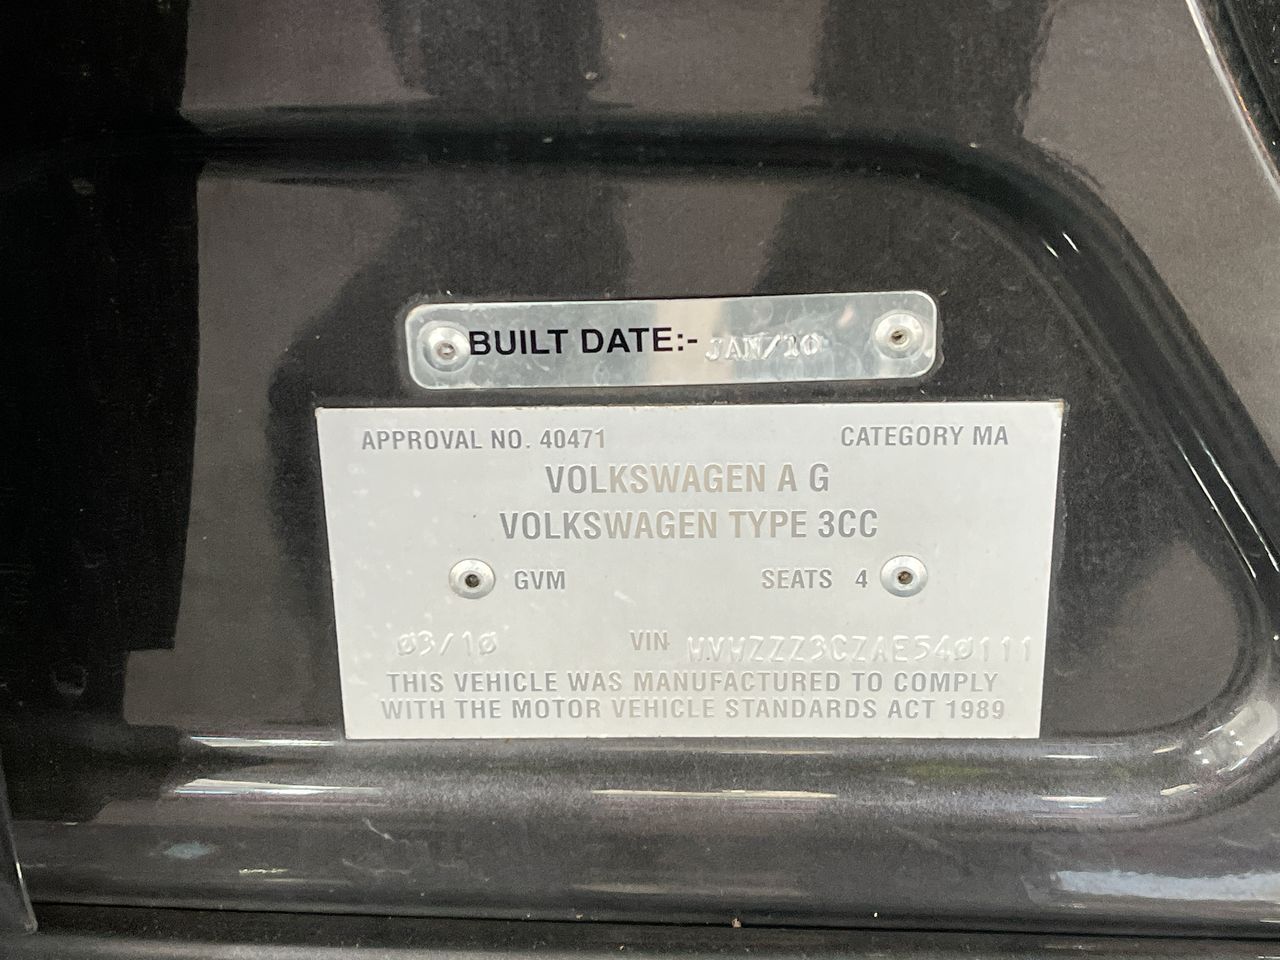 BUILT DATE:- JAN/10
APPROVAL NO. 40471 CATEGORY MA
VOLKSWAGEN A G
VOLKSWAGEN TYPE 3CC
GVM SEATS 4
03/10 VIN WVWZZZ3CZAE540111
THIS VEHICLE WAS MANUFACTURED TO COMPLY
WITH THE MOTOR VEHICLE STANDARDS ACT 1989